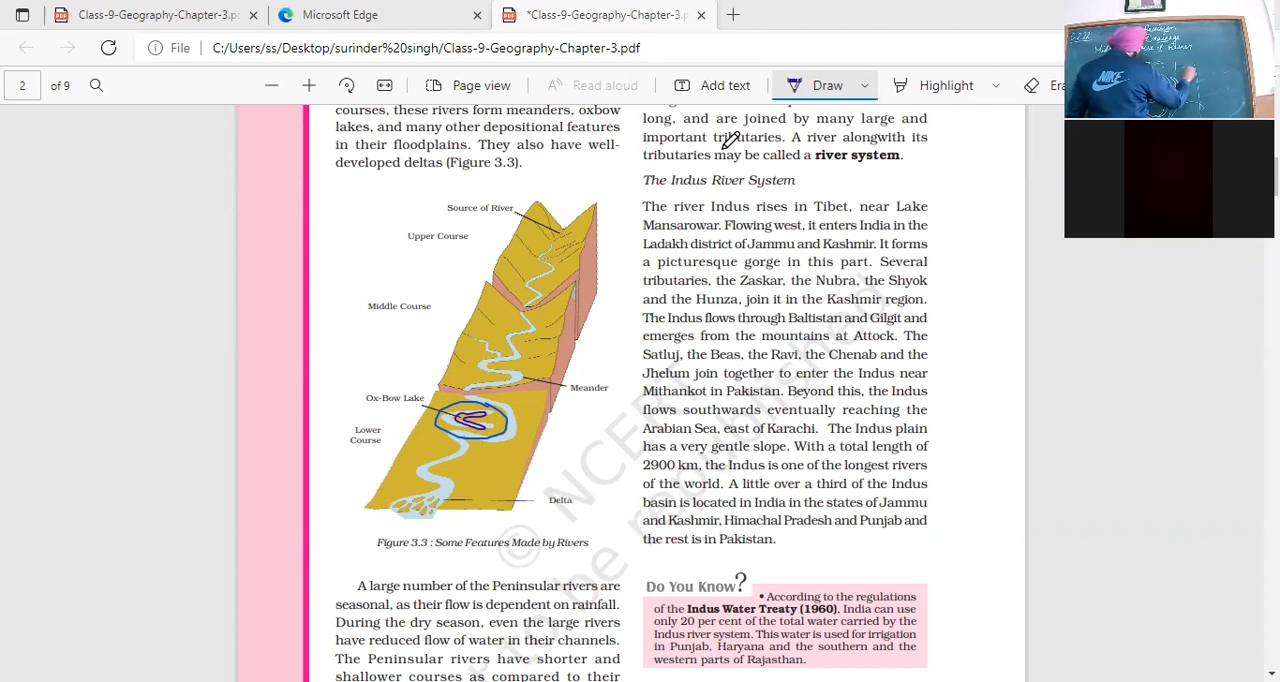 Class-9-Geography-Chapter-3.pd
Microsoft Edge
*Class-9-Geography-Chapter-3.p
File
C:/Users/ss/Desktop/surinder%20singh/Class-9-Geography-Chapter-3.pdf
2 of 9
Page view
Read aloud
Add text
Draw
Highlight
Era
courses, these rivers form meanders, oxbow
lakes, and many other depositional features
in their floodplains. They also have well-
developed deltas (Figure 3.3).
Source of River
Upper Course
Middle Course
Meander
Ox-Bow Lake
Lower
Course
Delta
Figure 3.3 : Some Features Made by Rivers
A large number of the Peninsular rivers are
seasonal, as their flow is dependent on rainfall.
During the dry season, even the large rivers
have reduced flow of water in their channels.
The Peninsular rivers have shorter and
shallower courses as compared to their
long, and are joined by many large and
important tributaries. A river alongwith its
tributaries may be called a river system.
The Indus River System
The river Indus rises in Tibet, near Lake
Mansarowar. Flowing west, it enters India in the
Ladakh district of Jammu and Kashmir. It forms
a picturesque gorge in this part. Several
tributaries, the Zaskar, the Nubra, the Shyok
and the Hunza, join it in the Kashmir region.
The Indus flows through Baltistan and Gilgit and
emerges from the mountains at Attock. The
Satluj, the Beas, the Ravi, the Chenab and the
Jhelum join together to enter the Indus near
Mithankot in Pakistan. Beyond this, the Indus
flows southwards eventually reaching the
Arabian Sea, east of Karachi. The Indus plain
has a very gentle slope. With a total length of
2900 km, the Indus is one of the longest rivers
of the world. A little over a third of the Indus
basin is located in India in the states of Jammu
and Kashmir, Himachal Pradesh and Punjab and
the rest is in Pakistan.
Do You Know?
• According to the regulations
of the Indus Water Treaty (1960), India can use
only 20 per cent of the total water carried by the
Indus river system. This water is used for irrigation
in Punjab, Haryana and the southern and the
western parts of Rajasthan.
© NCERT
to be republished
NIKE